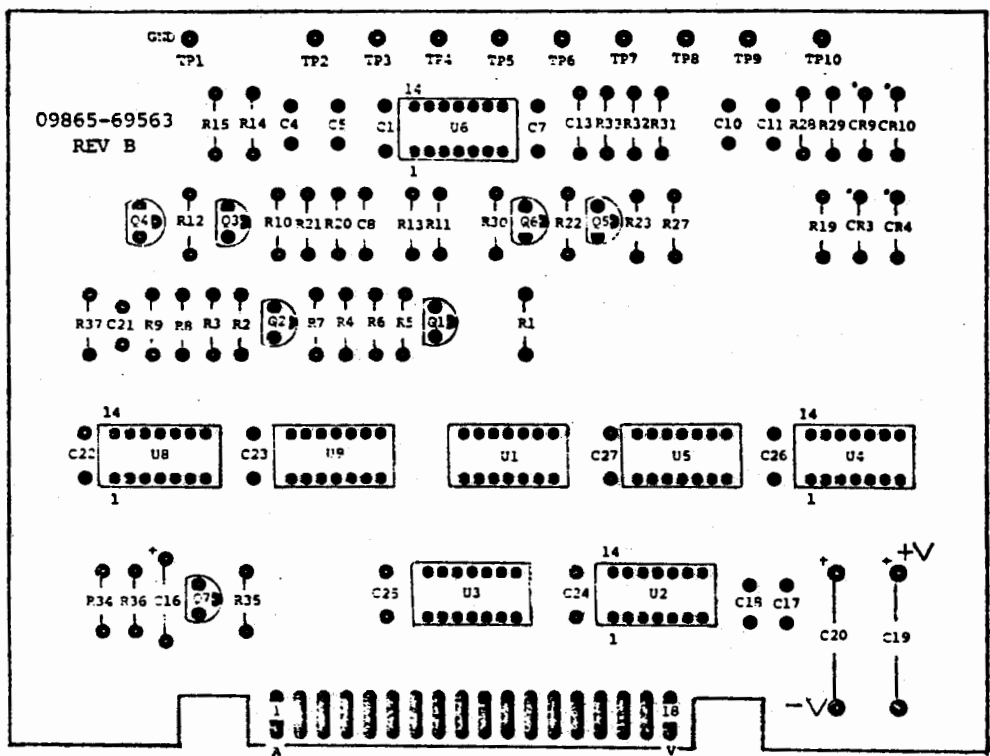 GND
TP1 TP2 TP3 TP4 TP5 TP6 TP7 TP8 TP9 TP10
09865-69563
REV B
14
R15 R14 C4 C5 C1 U6 C7 C13 R33 R32 R31 C10 C11 R28 R29 CR9 CR10
1
Q4 R12 Q3 R10 R21 R20 C8 R13 R11 R30 Q6 R22 Q5 R23 R27 R19 CR3 CR4
R37 C21 R9 R8 R3 R2 Q2 R7 R4 R6 R5 Q1 R1
14 14
C22 U8 C23 U9 U1 C27 U5 C26 U4
1 1
+ 14 + + +V
R34 R36 C16 Q7 R35 C25 U3 C24 U2 C18 C17
1
C20 C19
-V
1 18
A V